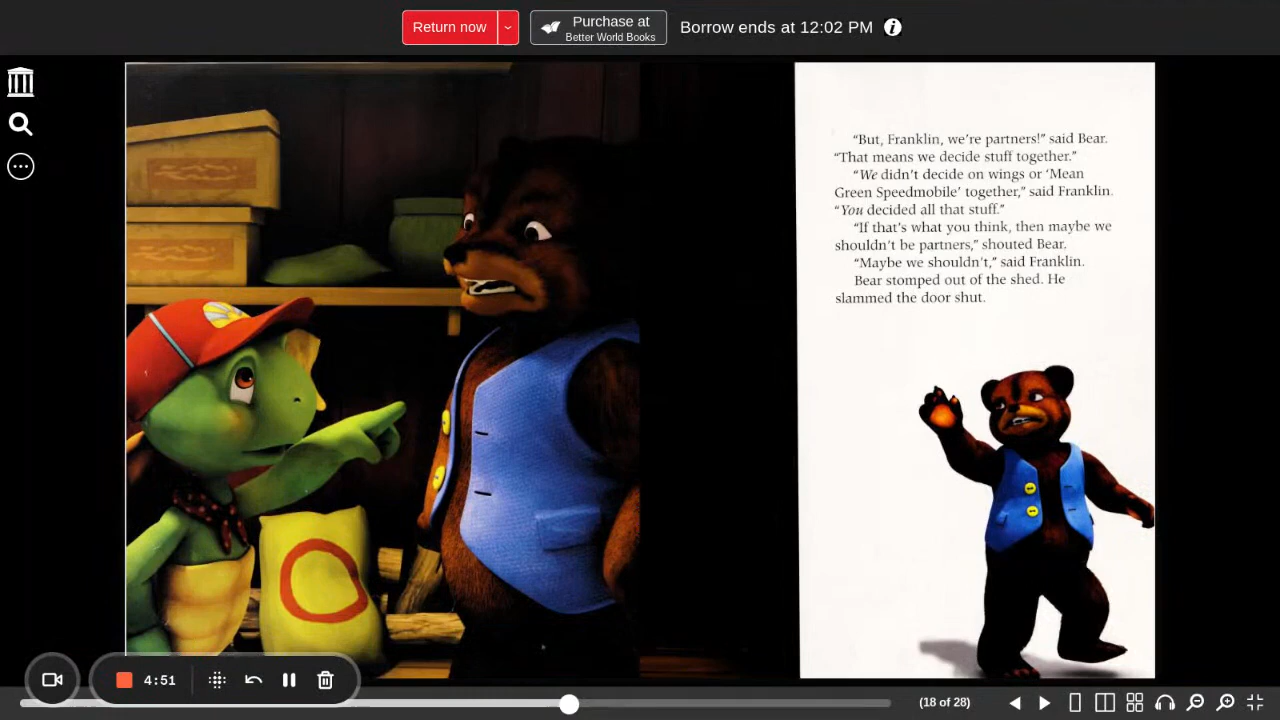 Return now
Purchase at
Better World Books
Borrow ends at 12:02 PM
“But, Franklin, we’re partners!” said Bear.
“That means we decide stuff together.”
“We didn’t decide on wings or ‘Mean
Green Speedmobile’ together,” said Franklin.
“You decided all that stuff.”
“If that’s what you think, then maybe we
shouldn’t be partners,” shouted Bear.
“Maybe we shouldn’t,” said Franklin.
Bear stomped out of the shed. He
slammed the door shut.
4:51
(18 of 28)